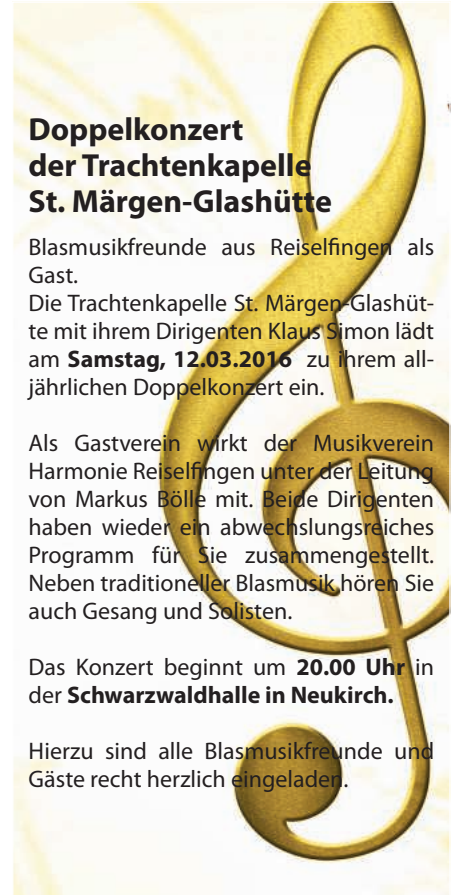 Doppelkonzert
der Trachtenkapelle
St. Märgen-Glashütte
Blasmusikfreunde aus Reiselfingen als
Gast.
Die Trachtenkapelle St. Märgen-Glashüt-
te mit ihrem Dirigenten Klaus Simon lädt
am Samstag, 12.03.2016 zu ihrem all-
jährlichen Doppelkonzert ein.
Als Gastverein wirkt der Musikverein
Harmonie Reiselfingen unter der Leitung
von Markus Bölle mit. Beide Dirigenten
haben wieder ein abwechslungsreiches
Programm für Sie zusammengestellt.
Neben traditioneller Blasmusik hören Sie
auch Gesang und Solisten.
Das Konzert beginnt um 20.00 Uhr in
der Schwarzwaldhalle in Neukirch.
Hierzu sind alle Blasmusikfreunde und
Gäste recht herzlich eingeladen.